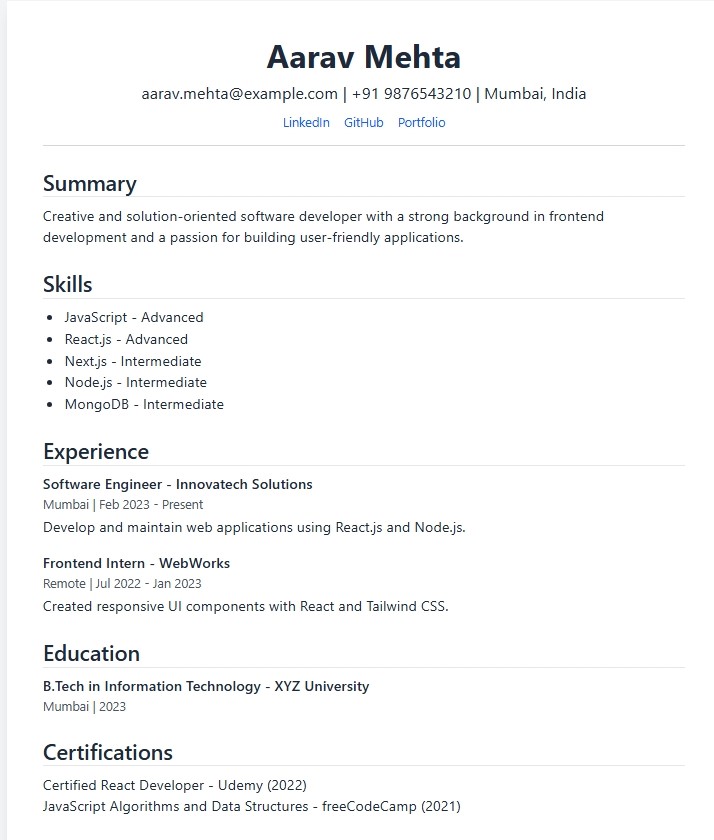 Aarav Mehta
aarav.mehta@example.com | +91 9876543210 | Mumbai, India
LinkedIn GitHub Portfolio
Summary
Creative and solution-oriented software developer with a strong background in frontend
development and a passion for building user-friendly applications.
Skills
• JavaScript - Advanced
• React.js - Advanced
• Next.js - Intermediate
• Node.js - Intermediate
• MongoDB - Intermediate
Experience
Software Engineer - Innovatech Solutions
Mumbai | Feb 2023 - Present
Develop and maintain web applications using React.js and Node.js.
Frontend Intern - WebWorks
Remote | Jul 2022 - Jan 2023
Created responsive UI components with React and Tailwind CSS.
Education
B.Tech in Information Technology - XYZ University
Mumbai | 2023
Certifications
Certified React Developer - Udemy (2022)
JavaScript Algorithms and Data Structures - freeCodeCamp (2021)